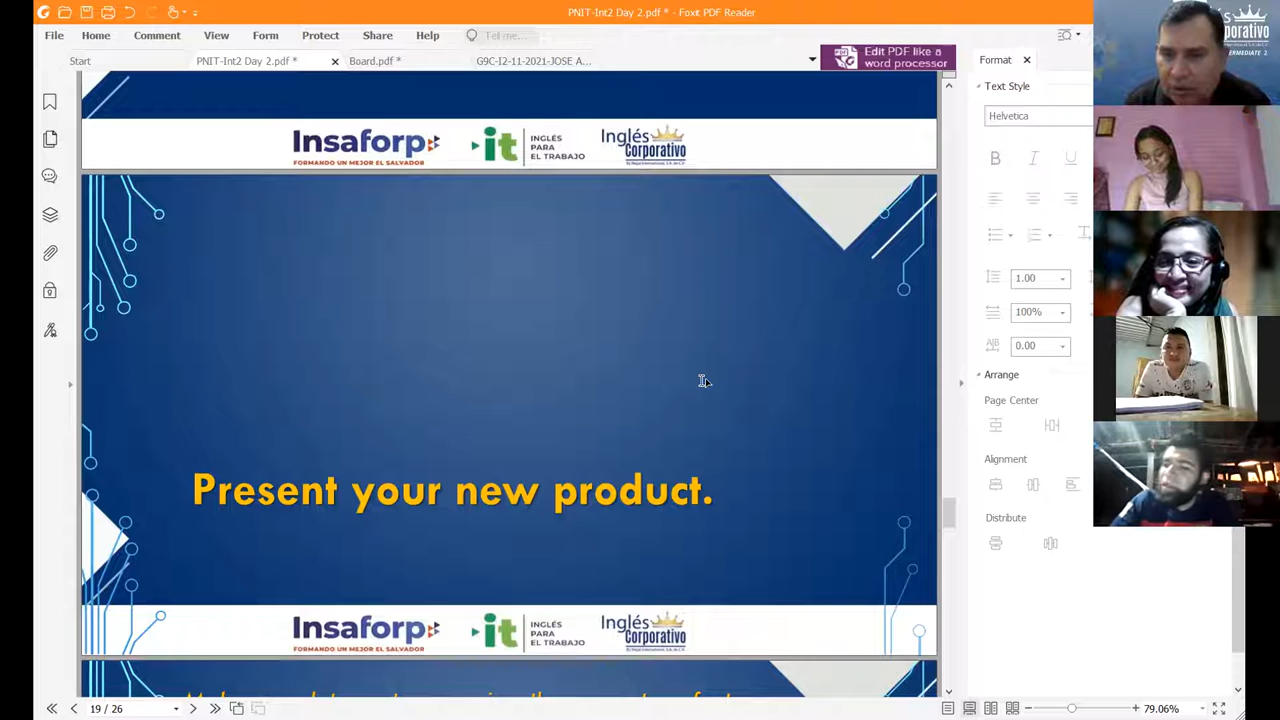 PNIT-Int2 Day 2.pdf * - Foxit PDF Reader
File Home Comment View Form Protect Share Help Tell me...
Start PNIT-Int2 Day 2.pdf * Board.pdf * G9C-I2-11-2021-JOSE A...
Edit PDF like a
word processor
Insaforp
FORMANDO UN MEJOR EL SALVADOR
it
INGLÉS
PARA
EL TRABAJO
Inglés
Corporativo
Present your new product.
Insaforp
FORMANDO UN MEJOR EL SALVADOR
it
INGLÉS
PARA
EL TRABAJO
Inglés
Corporativo
19 / 26
79.06%
Format
Text Style
Helvetica
B I U
1.00
100%
0.00
Arrange
Page Center
Alignment
Distribute